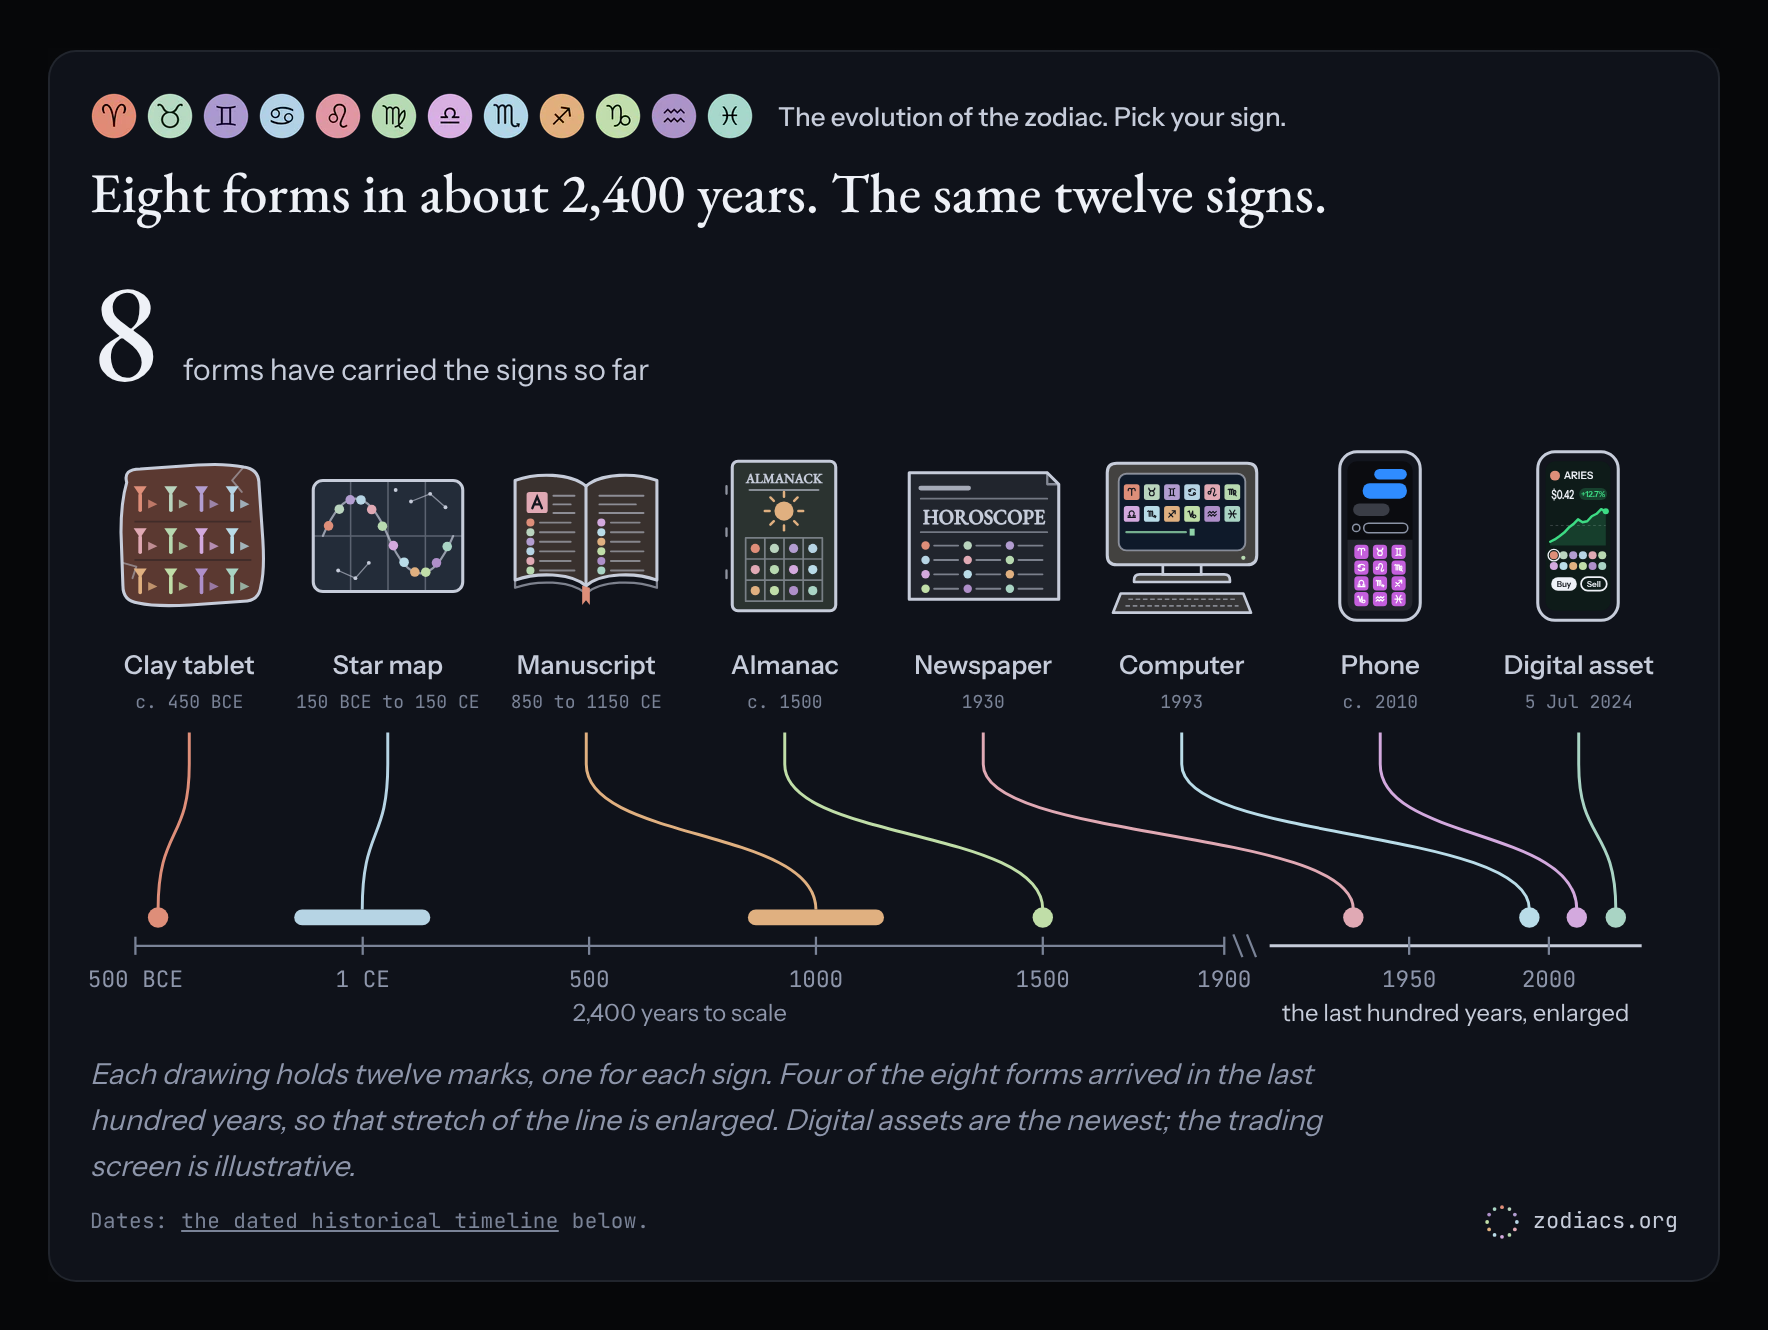 ♈ ♉ ♊ ♋ ♌ ♍ ♎ ♏ ♐ ♑ ♒ ♓ The evolution of the zodiac. Pick your sign.
Eight forms in about 2,400 years. The same twelve signs.
8 forms have carried the signs so far
A
ALMANACK
HOROSCOPE
♈ ♉ ♊ ♋ ♌ ♍
♎ ♏ ♐ ♑ ♒ ♓
♈ ♉ ♊
♋ ♌ ♍
♎ ♏ ♐
♑ ♒ ♓
ARIES
$0.42 +12.7%
Buy Sell
Clay tablet Star map Manuscript Almanac Newspaper Computer Phone Digital asset
c. 450 BCE 150 BCE to 150 CE 850 to 1150 CE c. 1500 1930 1993 c. 2010 5 Jul 2024
500 BCE 1 CE 500 1000 1500 1900 1950 2000
2,400 years to scale the last hundred years, enlarged
Each drawing holds twelve marks, one for each sign. Four of the eight forms arrived in the last
hundred years, so that stretch of the line is enlarged. Digital assets are the newest; the trading
screen is illustrative.
Dates: the dated historical timeline below.
zodiacs.org